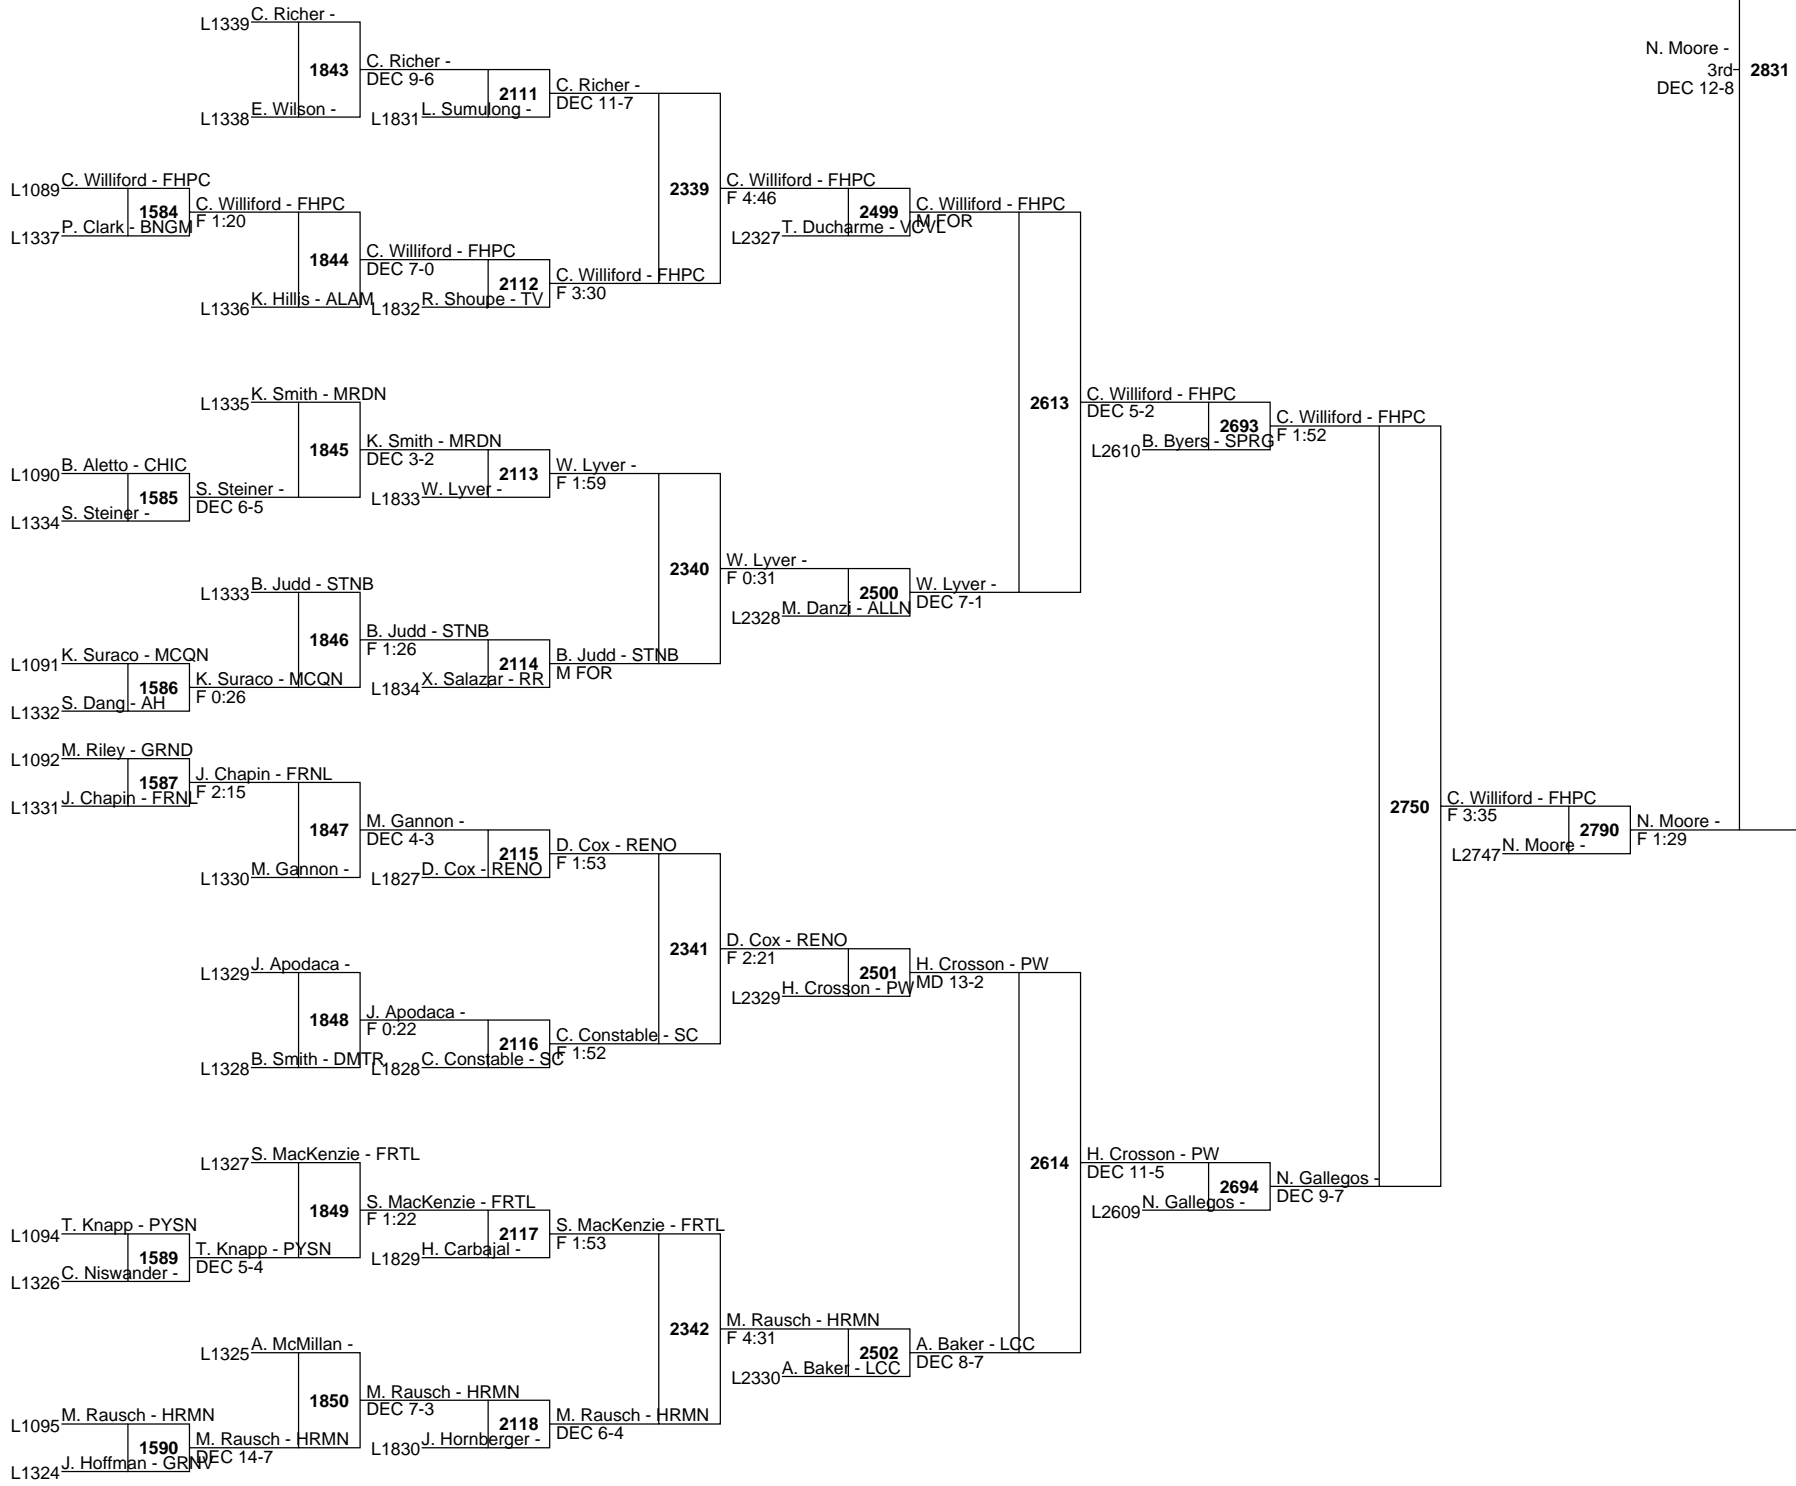 C. Richer -
L1339
N. Moore -
1843
C. Richer -
3rd
2831
DEC 9-6
C. Richer -
DEC 12-8
2111
DEC 11-7
E. Wilson -
L. Sumulong -
L1338
L1831
C. Williford - FHPC
C. Williford - FHPC
L1089
2339
F 4:46
C. Williford - FHPC
C. Williford - FHPC
1584
2499
F 1:20
M FOR
P. Clark - BNGM
T. Ducharme - VCVL
L1337
L2327
C. Williford - FHPC
1844
DEC 7-0
C. Williford - FHPC
2112
F 3:30
K. Hillis - ALAM
R. Shoupe - TV
L1336
L1832
K. Smith - MRDN
C. Williford - FHPC
L1335
2613
DEC 5-2
C. Williford - FHPC
2693
F 1:52
K. Smith - MRDN
B. Byers - SPRG
1845
L2610
DEC 3-2
B. Aletto - CHIC
W. Lyver -
L1090
2113
F 1:59
S. Steiner -
W. Lyver -
1585
L1833
DEC 6-5
S. Steiner -
L1334
W. Lyver -
2340
F 0:31
B. Judd - STNB
W. Lyver -
L1333
2500
DEC 7-1
M. Danzi - ALLN
L2328
B. Judd - STNB
1846
F 1:26
K. Suraco - MCQN
B. Judd - STNB
L1091
2114
M FOR
K. Suraco - MCQN
X. Salazar - RR
1586
L1834
F 0:26
S. Dang - AH
L1332
M. Riley - GRND
L1092
J. Chapin - FRNL
1587
F 2:15
J. Chapin - FRNL
C. Williford - FHPC
L1331
2750
F 3:35
M. Gannon -
N. Moore -
1847
2790
DEC 4-3
F 1:29
D. Cox - RENO
N. Moore -
2115
L2747
F 1:53
M. Gannon -
D. Cox - RENO
L1330
L1827
D. Cox - RENO
2341
F 2:21
J. Apodaca -
H. Crosson - PW
L1329
2501
MD 13-2
H. Crosson - PW
L2329
J. Apodaca -
1848
F 0:22
C. Constable - SC
2116
F 1:52
B. Smith - DMTR
C. Constable - SC
L1328
L1828
S. MacKenzie - FRTL
H. Crosson - PW
L1327
2614
DEC 11-5
N. Gallegos -
2694
DEC 9-7
S. MacKenzie - FRTL
N. Gallegos -
1849
L2609
F 1:22
T. Knapp - PYSN
S. MacKenzie - FRTL
L1094
2117
F 1:53
T. Knapp - PYSN
H. Carbajal -
1589
L1829
DEC 5-4
C. Niswander -
L1326
M. Rausch - HRMN
2342
F 4:31
A. McMillan -
A. Baker - LCC
L1325
2502
DEC 8-7
A. Baker - LCC
L2330
M. Rausch - HRMN
1850
DEC 7-3
M. Rausch - HRMN
M. Rausch - HRMN
L1095
2118
DEC 6-4
M. Rausch - HRMN
J. Hornberger -
1590
L1830
DEC 14-7
J. Hoffman - GRNV
L1324